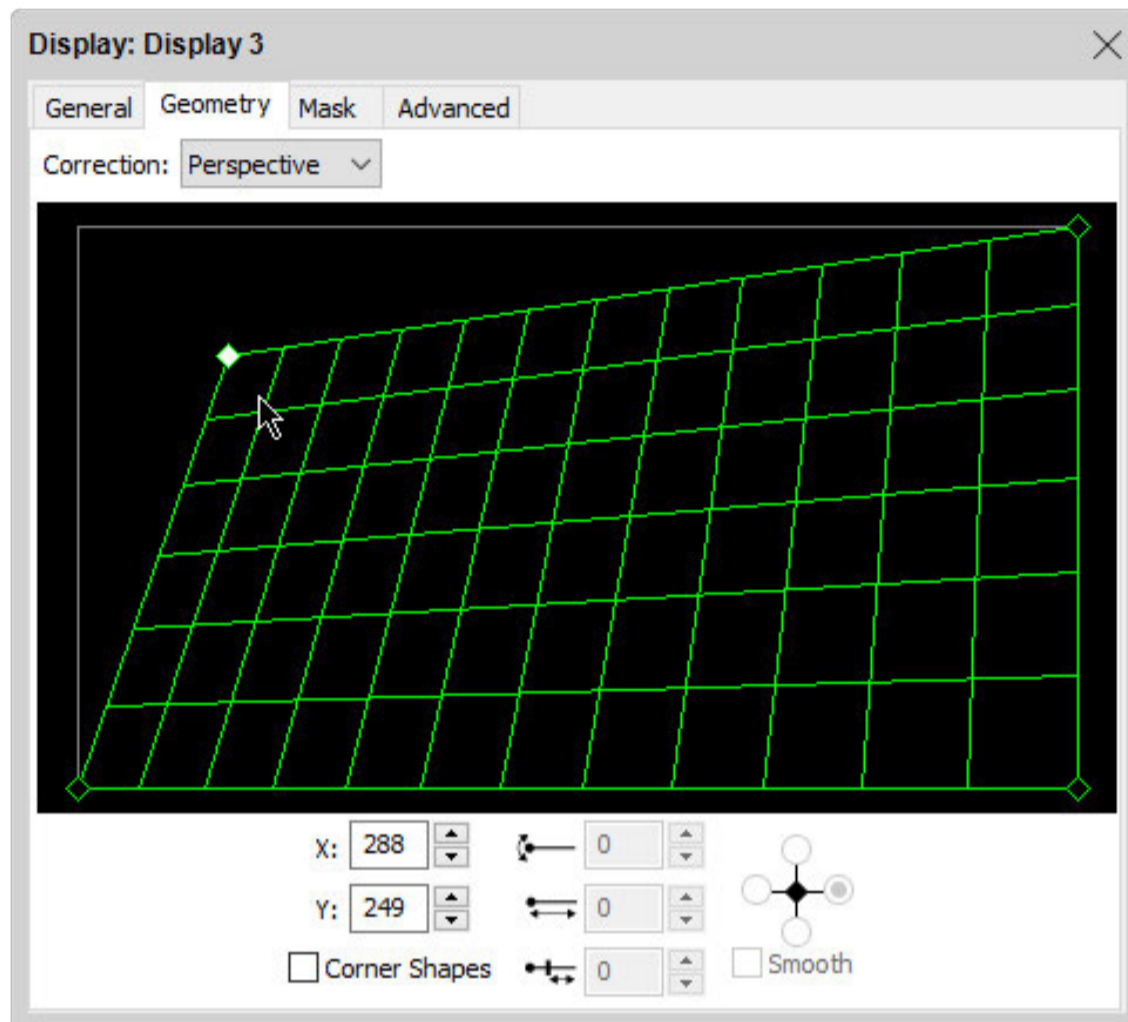 Display: Display 3
General Geometry Mask Advanced
Correction: Perspective
X: 288 0
Y: 249 0
Corner Shapes 0 Smooth